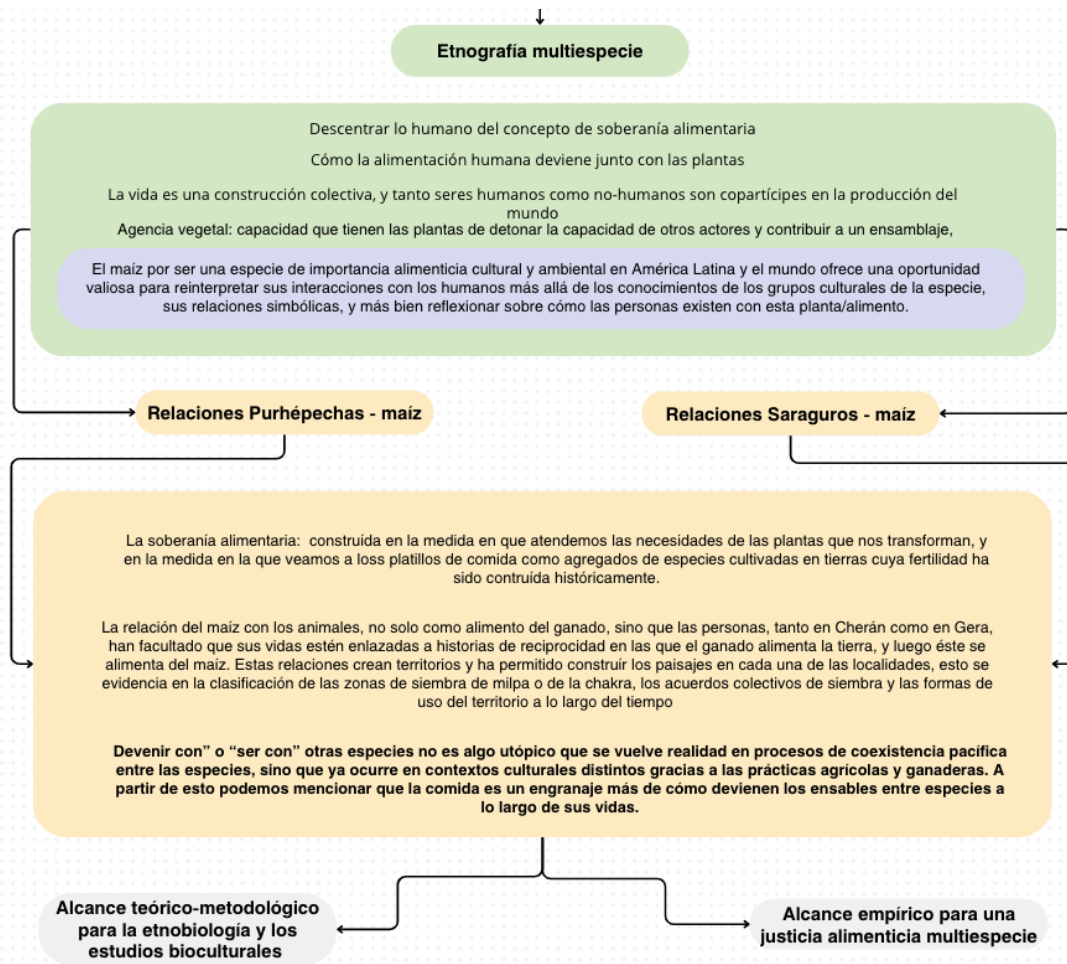 Etnografía multiespecie
Descentrar lo humano del concepto de soberanía alimentaria
Cómo la alimentación humana deviene junto con las plantas
La vida es una construcción colectiva, y tanto seres humanos como no-humanos son copartícipes en la producción del
mundo
Agencia vegetal: capacidad que tienen las plantas de detonar la capacidad de otros actores y contribuir a un ensamblaje,
El maíz por ser una especie de importancia alimenticia cultural y ambiental en América Latina y el mundo ofrece una oportunidad
valiosa para reinterpretar sus interacciones con los humanos más allá de los conocimientos de los grupos culturales de la especie,
sus relaciones simbólicas, y más bien reflexionar sobre cómo las personas existen con esta planta/alimento.
Relaciones Purhépechas - maíz
Relaciones Saraguros - maíz
La soberanía alimentaria:  construída en la medida en que atendemos las necesidades de las plantas que nos transforman, y
en la medida en la que veamos a loss platillos de comida como agregados de especies cultivadas en tierras cuya fertilidad ha
sido contruída históricamente.
La relación del maíz con los animales, no solo como alimento del ganado, sino que las personas, tanto en Cherán como en Gera,
han facultado que sus vidas estén enlazadas a historias de reciprocidad en las que el ganado alimenta la tierra, y luego éste se
alimenta del maíz. Estas relaciones crean territorios y ha permitido construír los paisajes en cada una de las localidades, esto se
evidencia en la clasificación de las zonas de siembra de milpa o de la chakra, los acuerdos colectivos de siembra y las formas de
uso del territorio a lo largo del tiempo
Devenir con” o “ser con” otras especies no es algo utópico que se vuelve realidad en procesos de coexistencia pacífica
entre las especies, sino que ya ocurre en contextos culturales distintos gracias a las prácticas agrícolas y ganaderas. A
partir de esto podemos mencionar que la comida es un engranaje más de cómo devienen los ensables entre especies a
lo largo de sus vidas.
Alcance teórico-metodológico
para la etnobiología y los
estudios bioculturales
Alcance empírico para una
justicia alimenticia multiespecie